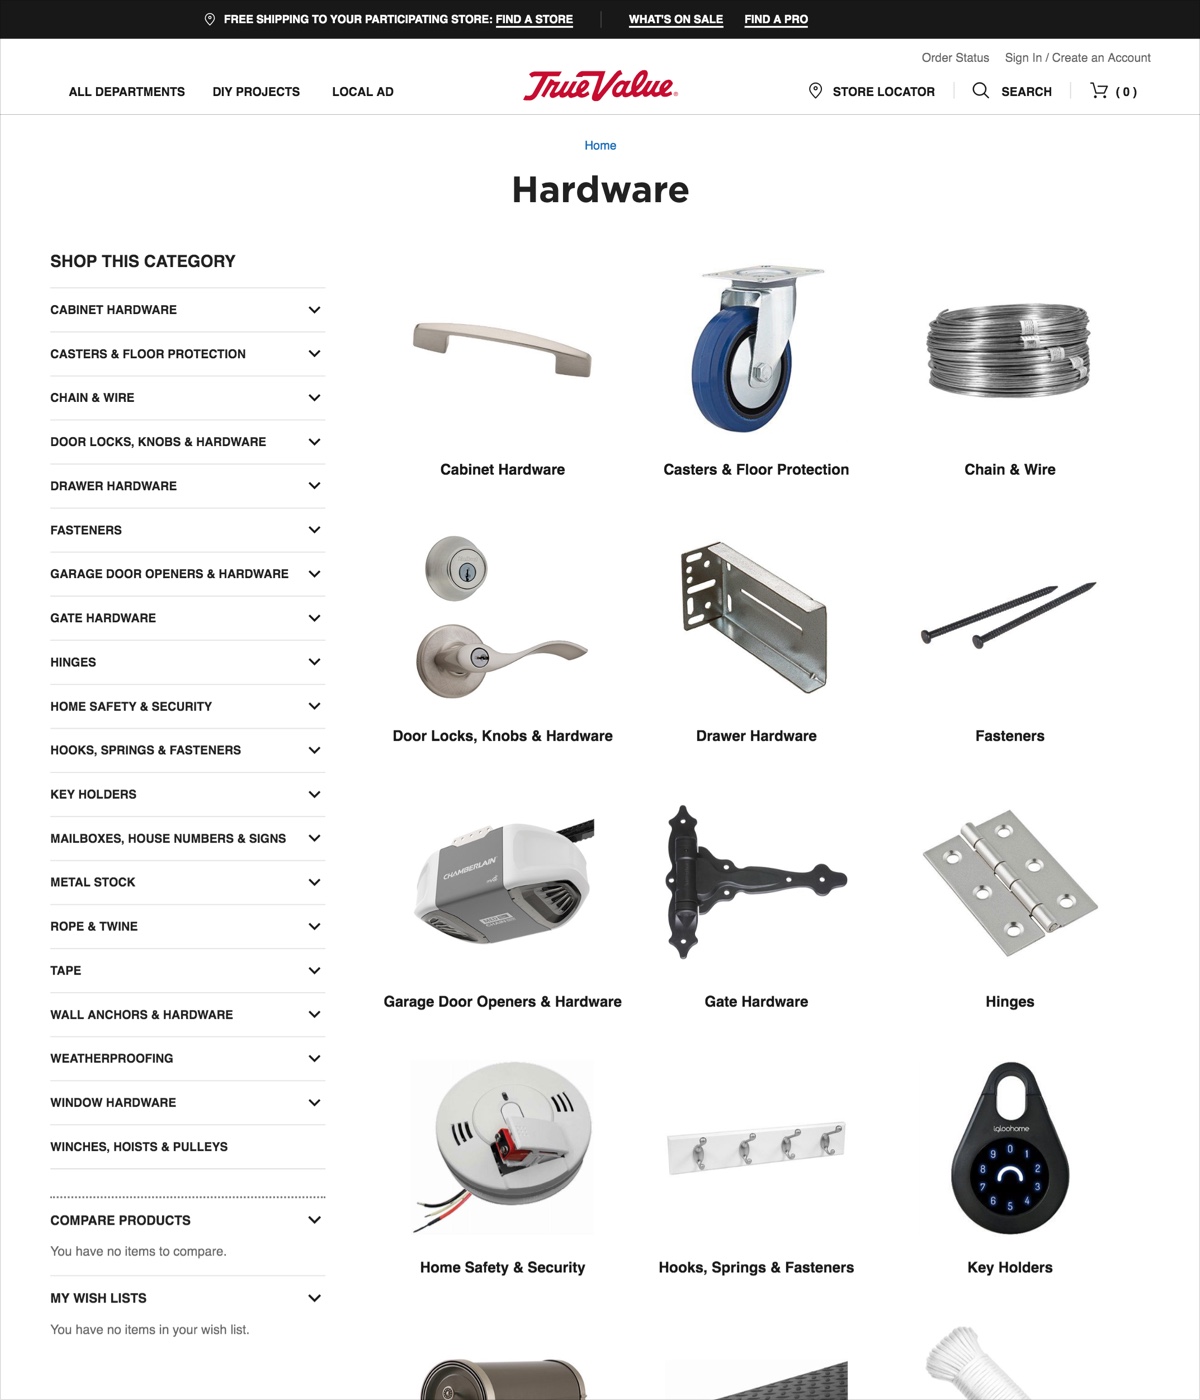 FREE SHIPPING TO YOUR PARTICIPATING STORE: FIND A STORE WHAT'S ON SALE FIND A PRO
Order Status Sign In / Create an Account
ALL DEPARTMENTS DIY PROJECTS LOCAL AD True Value STORE LOCATOR SEARCH ( 0 )
Home
Hardware
SHOP THIS CATEGORY
CABINET HARDWARE
CASTERS & FLOOR PROTECTION
CHAIN & WIRE
DOOR LOCKS, KNOBS & HARDWARE
DRAWER HARDWARE
FASTENERS
GARAGE DOOR OPENERS & HARDWARE
GATE HARDWARE
HINGES
HOME SAFETY & SECURITY
HOOKS, SPRINGS & FASTENERS
KEY HOLDERS
MAILBOXES, HOUSE NUMBERS & SIGNS
METAL STOCK
ROPE & TWINE
TAPE
WALL ANCHORS & HARDWARE
WEATHERPROOFING
WINDOW HARDWARE
WINCHES, HOISTS & PULLEYS
COMPARE PRODUCTS
You have no items to compare.
MY WISH LISTS
You have no items in your wish list.
Cabinet Hardware
Casters & Floor Protection
Chain & Wire
Door Locks, Knobs & Hardware
Drawer Hardware
Fasteners
CHAMBERLAIN
Garage Door Openers & Hardware
Gate Hardware
Hinges
Home Safety & Security
Hooks, Springs & Fasteners
igloohome
9 0 1
8 2
7 3
6 5 4
Key Holders